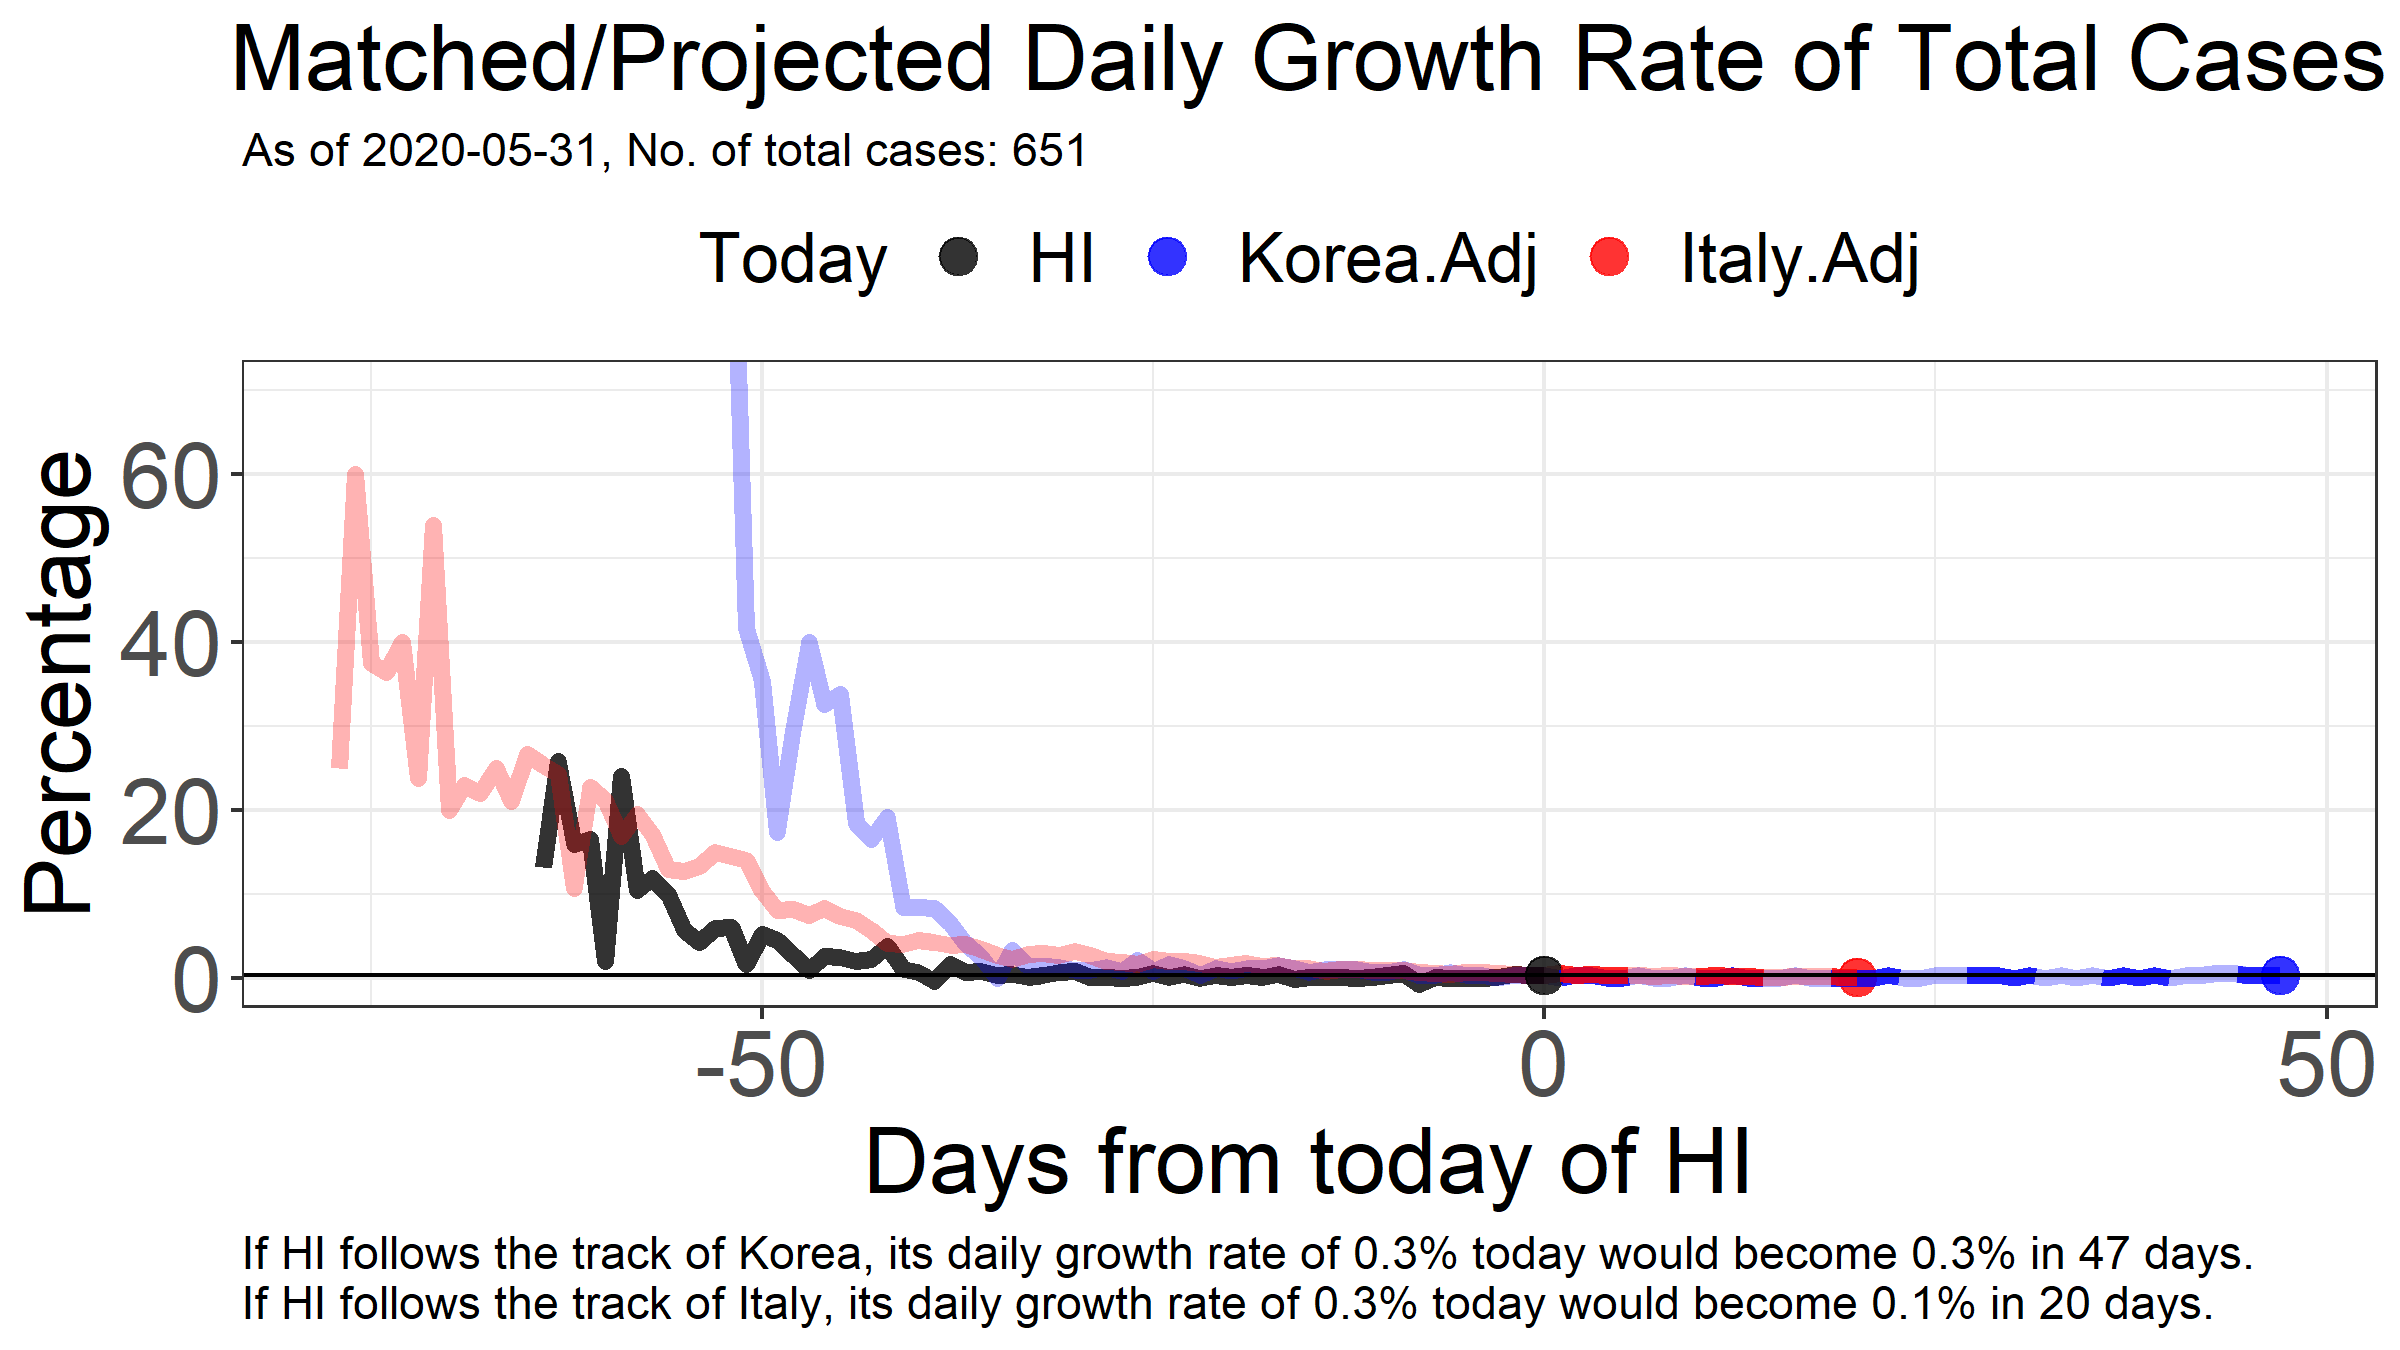 Matched/Projected Daily Growth Rate of Total Cases
As of 2020-05-31, No. of total cases: 651
Today HI Korea.Adj Italy.Adj
Percentage
60
40
20
0
-50 0 50
Days from today of HI
If HI follows the track of Korea, its daily growth rate of 0.3% today would become 0.3% in 47 days.
If HI follows the track of Italy, its daily growth rate of 0.3% today would become 0.1% in 20 days.